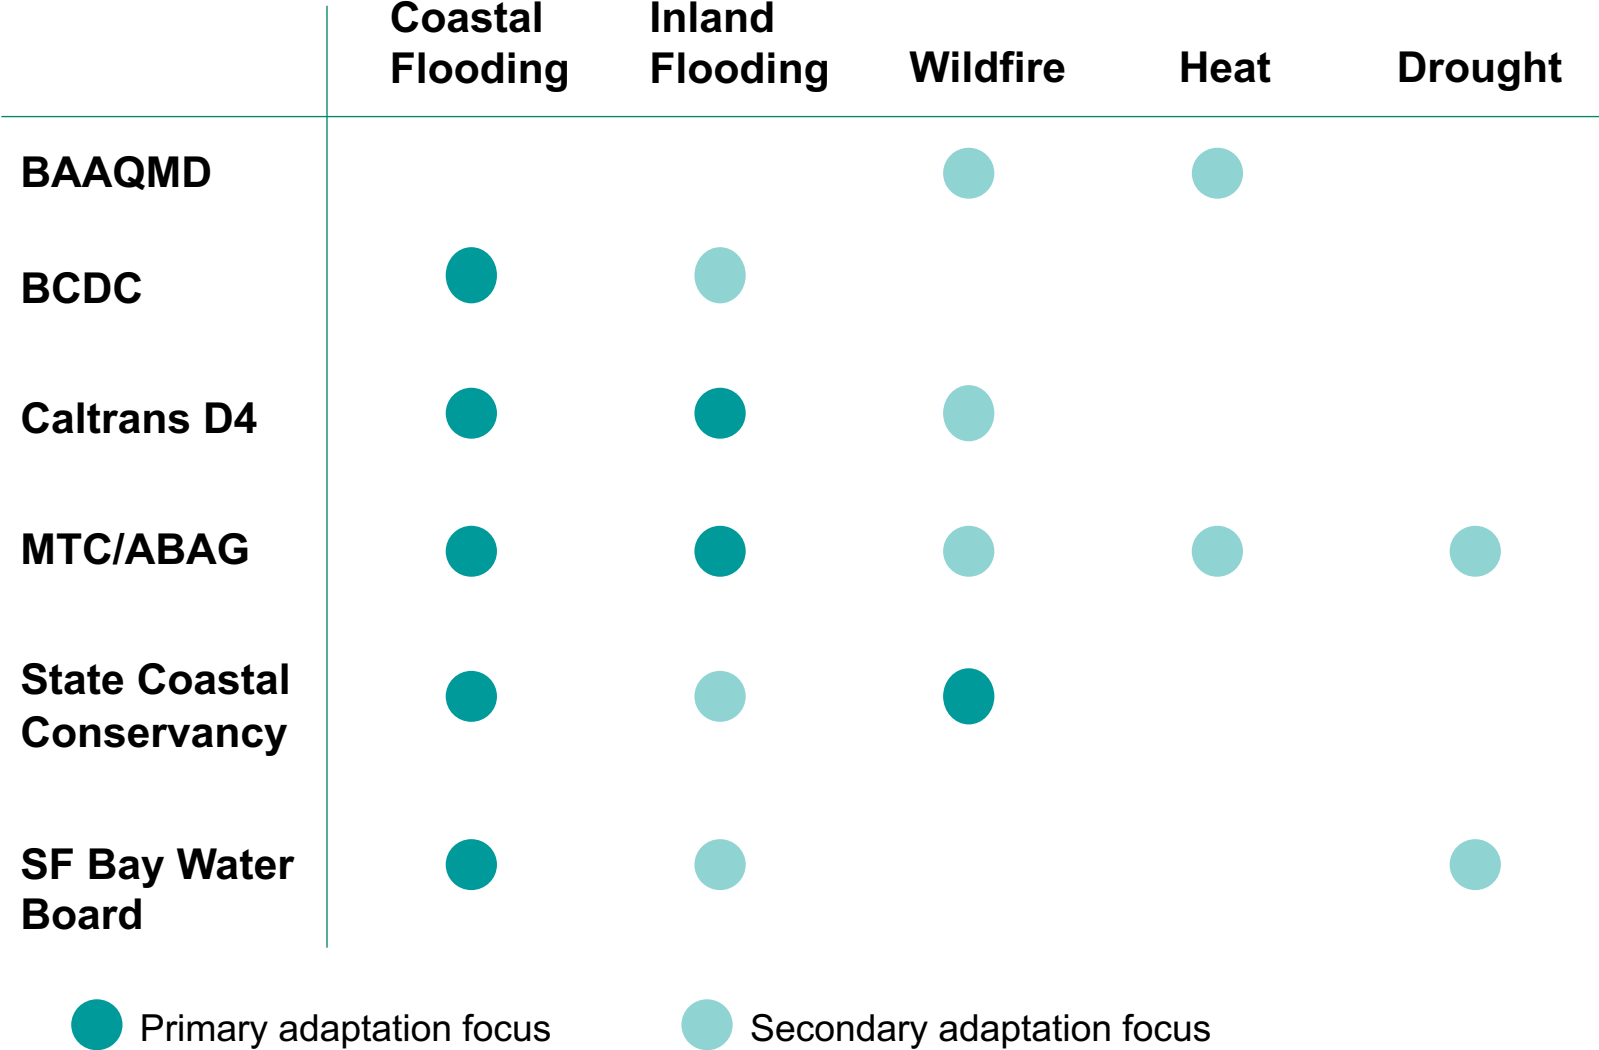 Coastal
Flooding
Inland
Flooding
Wildfire
Heat
Drought
BAAQMD
BCDC
Caltrans D4
MTC/ABAG
State Coastal
Conservancy
SF Bay Water
Board
Primary adaptation focus
Secondary adaptation focus